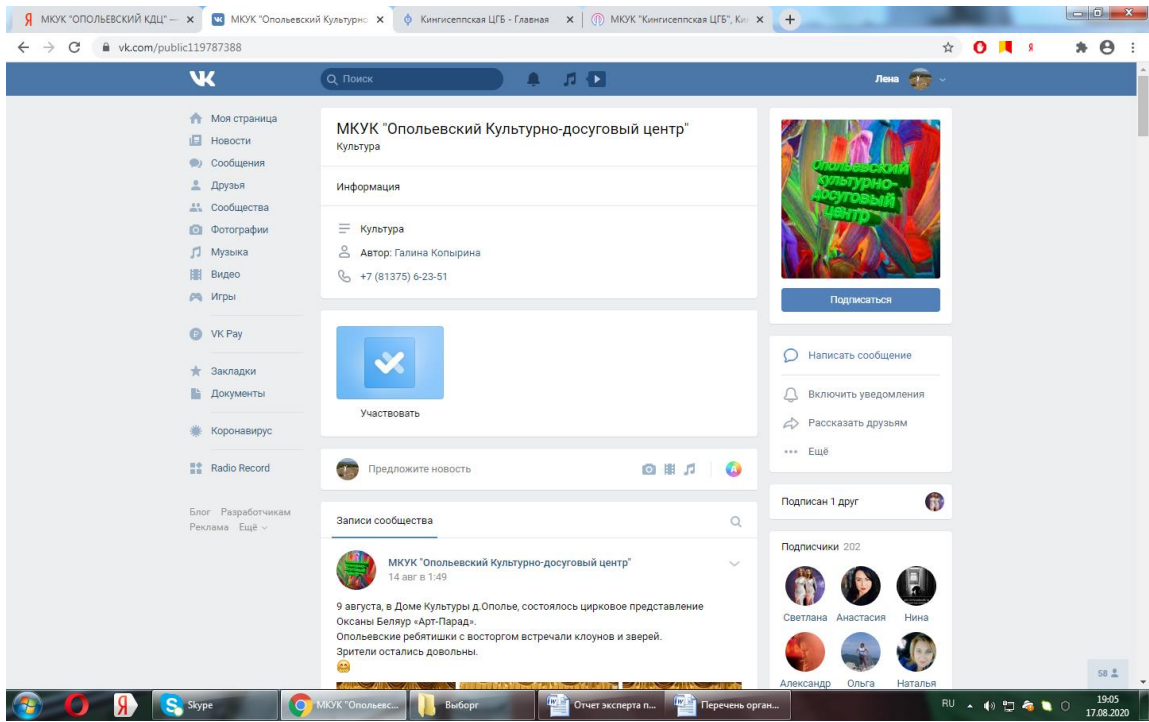 МКУК "ОПОЛЬЕВСКИЙ КДЦ" —
МКУК "Опольевский Культурно
Кингисеппская ЦГБ - Главная
МКУК "Кингисеппская ЦГБ", Ки
vk.com/public119787388
Поиск
Лена
Моя страница
Новости
Сообщения
Друзья
Сообщества
Фотографии
Музыка
Видео
Игры
VK Pay
Закладки
Документы
Коронавирус
Radio Record
Блог Разработчикам
Реклама Ещё
МКУК "Опольевский Культурно-досуговый центр"
Культура
Информация
Культура
Автор: Галина Копырина
+7 (81375) 6-23-51
Участвовать
Предложите новость
Записи сообщества
МКУК "Опольевский Культурно-досуговый центр"
14 авг в 1:49
9 августа, в Доме Культуры д.Ополье, состоялось цирковое представление
Оксаны Беляур «Арт-Парад».
Опольевские ребятишки с восторгом встречали клоунов и зверей.
Зрители остались довольны.
Опольевский
культурно-
досуговый
центр
Подписаться
Написать сообщение
Включить уведомления
Рассказать друзьям
Ещё
Подписан 1 друг
Подписчики 202
Светлана Анастасия Нина
Александр Ольга Наталья
58
Skype
МКУК "Опольевс...
Выборг
Отчет эксперта п...
Перечень орган...
RU
19:05
17.08.2020